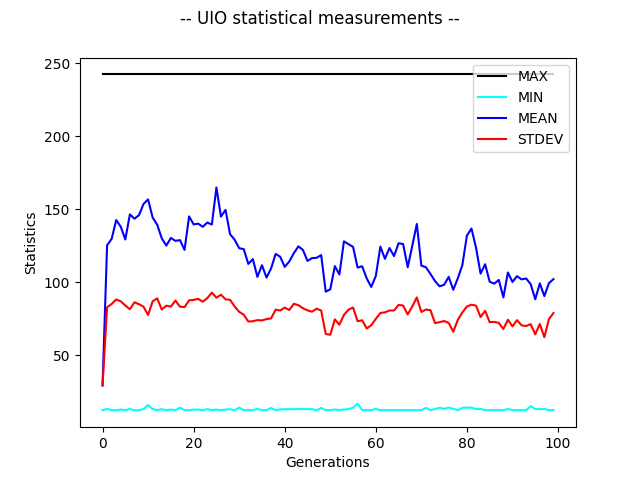 -- UIO statistical measurements --
250
200
150
100
50
Statistics
MAX
MIN
MEAN
STDEV
0
20
40
60
80
100
Generations